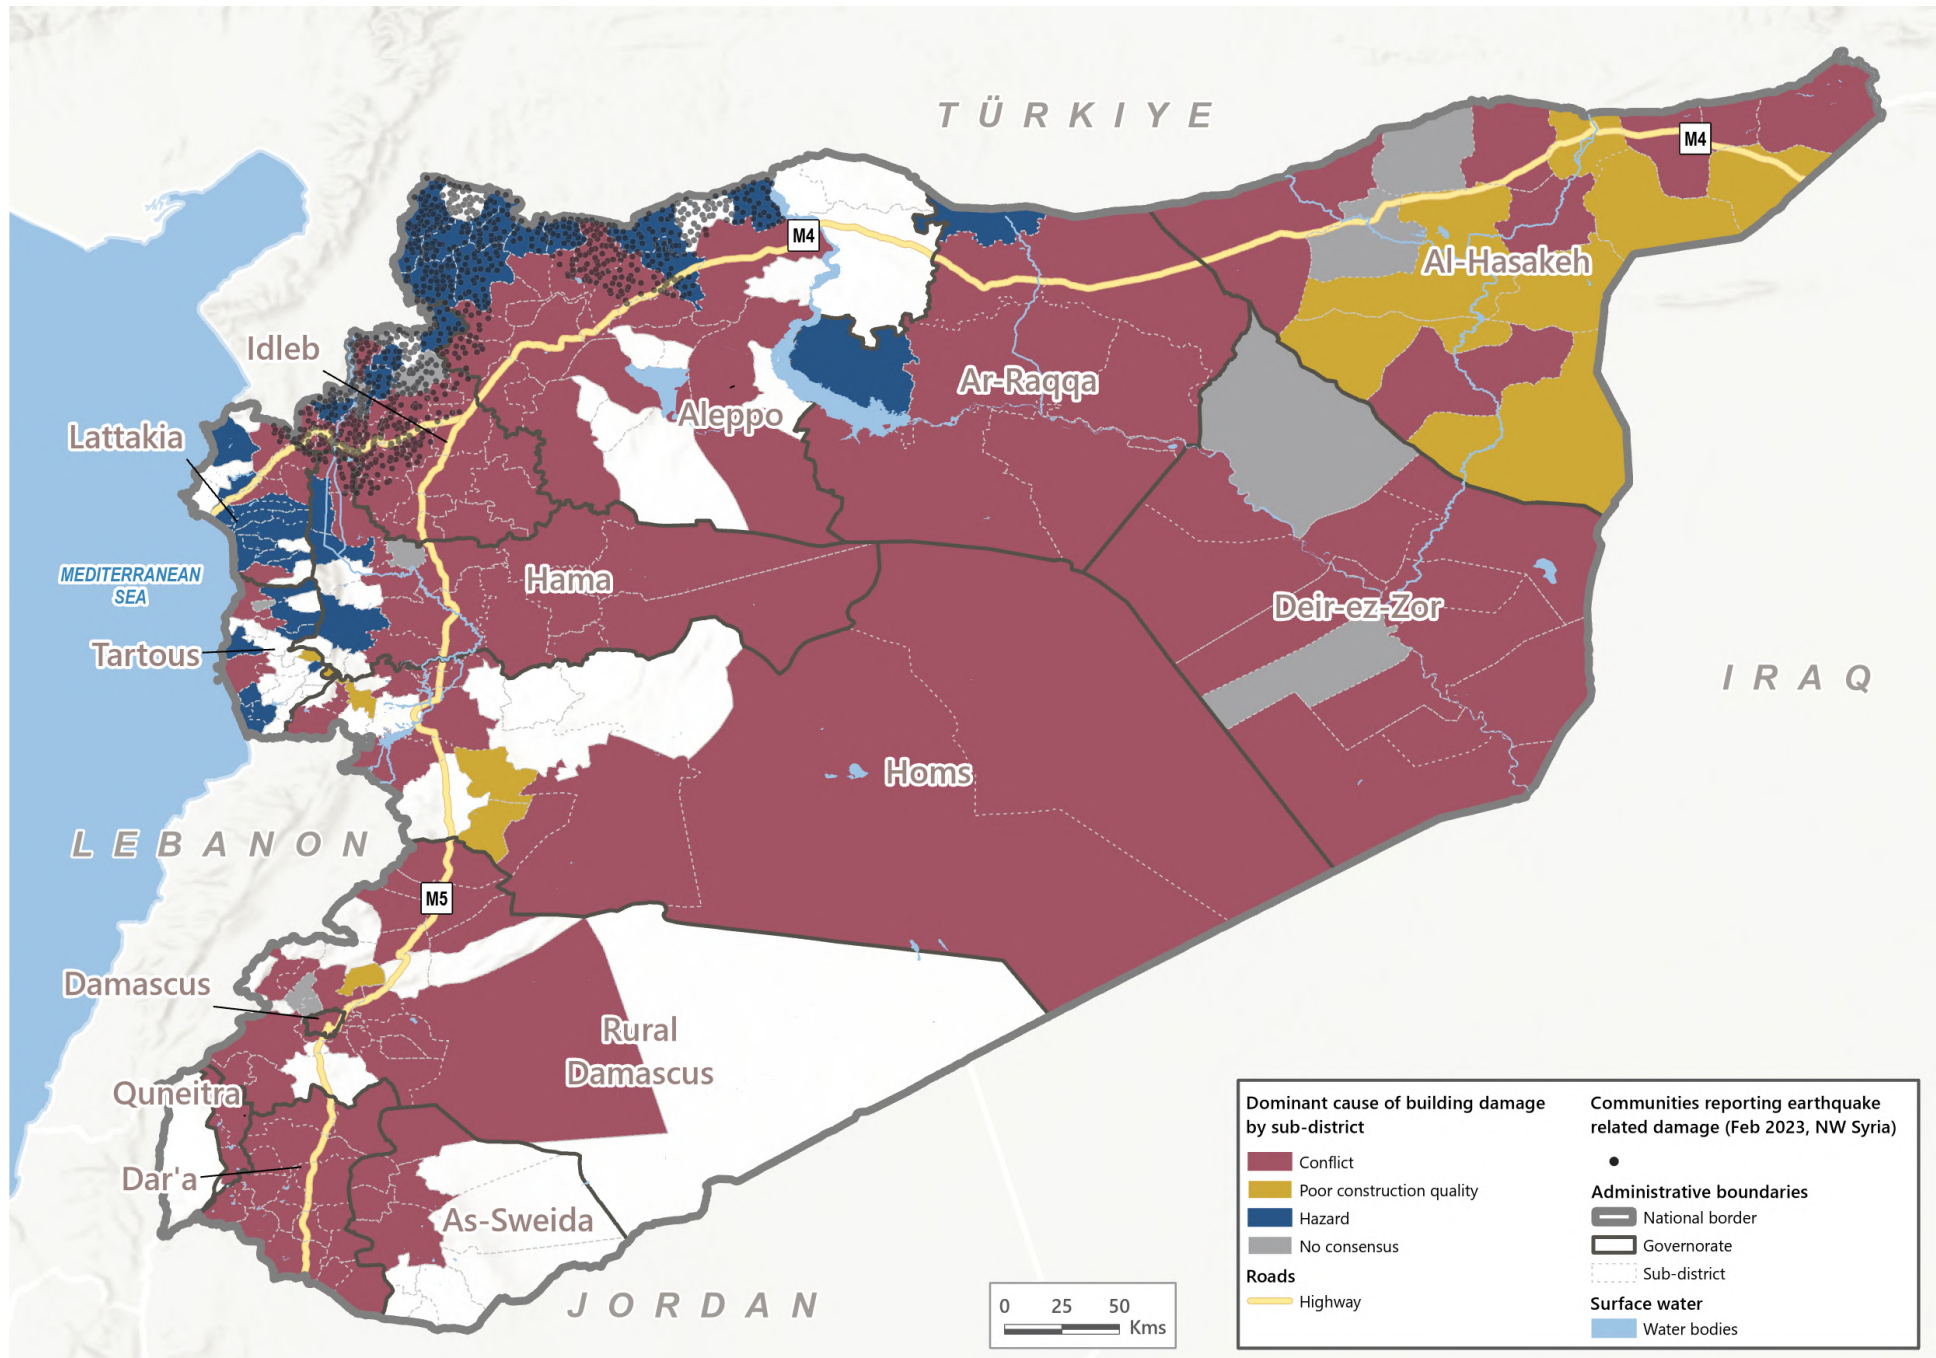 TÜRKIYE
M4
M4
Al-Hasakeh
Idleb
Ar-Raqqa
Aleppo
Lattakia
MEDITERRANEAN
SEA
Hama
Deir-ez-Zor
Tartous
IRAQ
Homs
LEBANON
M5
Damascus
Rural
Damascus
Quneitra
Dar'a
As-Sweida
JORDAN
0 25 50
Kms
Dominant cause of building damage
by sub-district
Conflict
Poor construction quality
Hazard
No consensus
Roads
Highway
Communities reporting earthquake
related damage (Feb 2023, NW Syria)
Administrative boundaries
National border
Governorate
Sub-district
Surface water
Water bodies